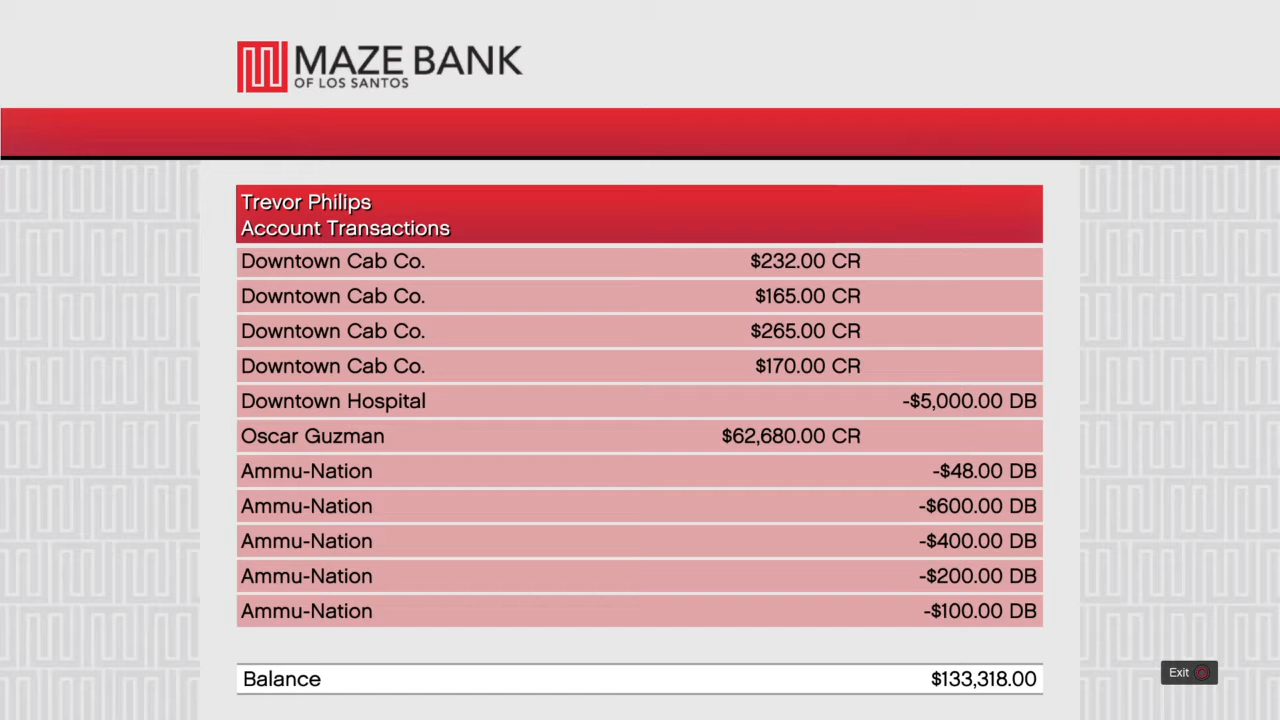 MAZE BANK
OF LOS SANTOS
Trevor Philips
Account Transactions
Downtown Cab Co. $232.00 CR
Downtown Cab Co. $165.00 CR
Downtown Cab Co. $265.00 CR
Downtown Cab Co. $170.00 CR
Downtown Hospital -$5,000.00 DB
Oscar Guzman $62,680.00 CR
Ammu-Nation -$48.00 DB
Ammu-Nation -$600.00 DB
Ammu-Nation -$400.00 DB
Ammu-Nation -$200.00 DB
Ammu-Nation -$100.00 DB
Balance $133,318.00
Exit